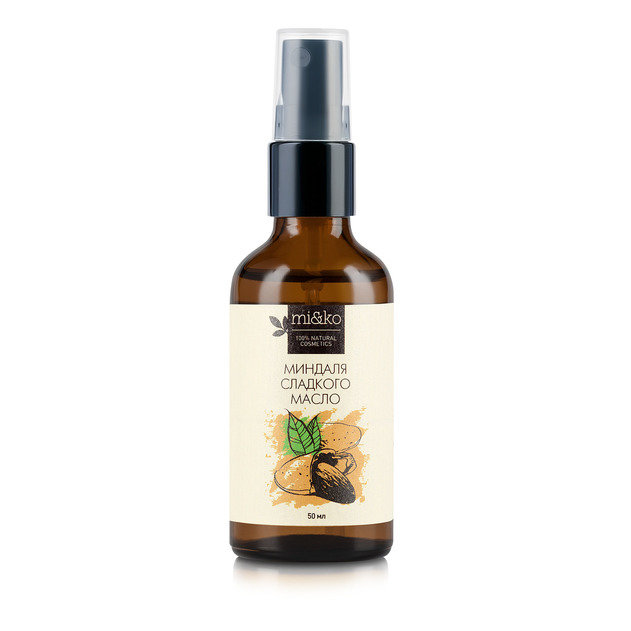 mi&ko
100% NATURAL
COSMETICS
МИНДАЛЯ
СЛАДКОГО
МАСЛО
50 мл